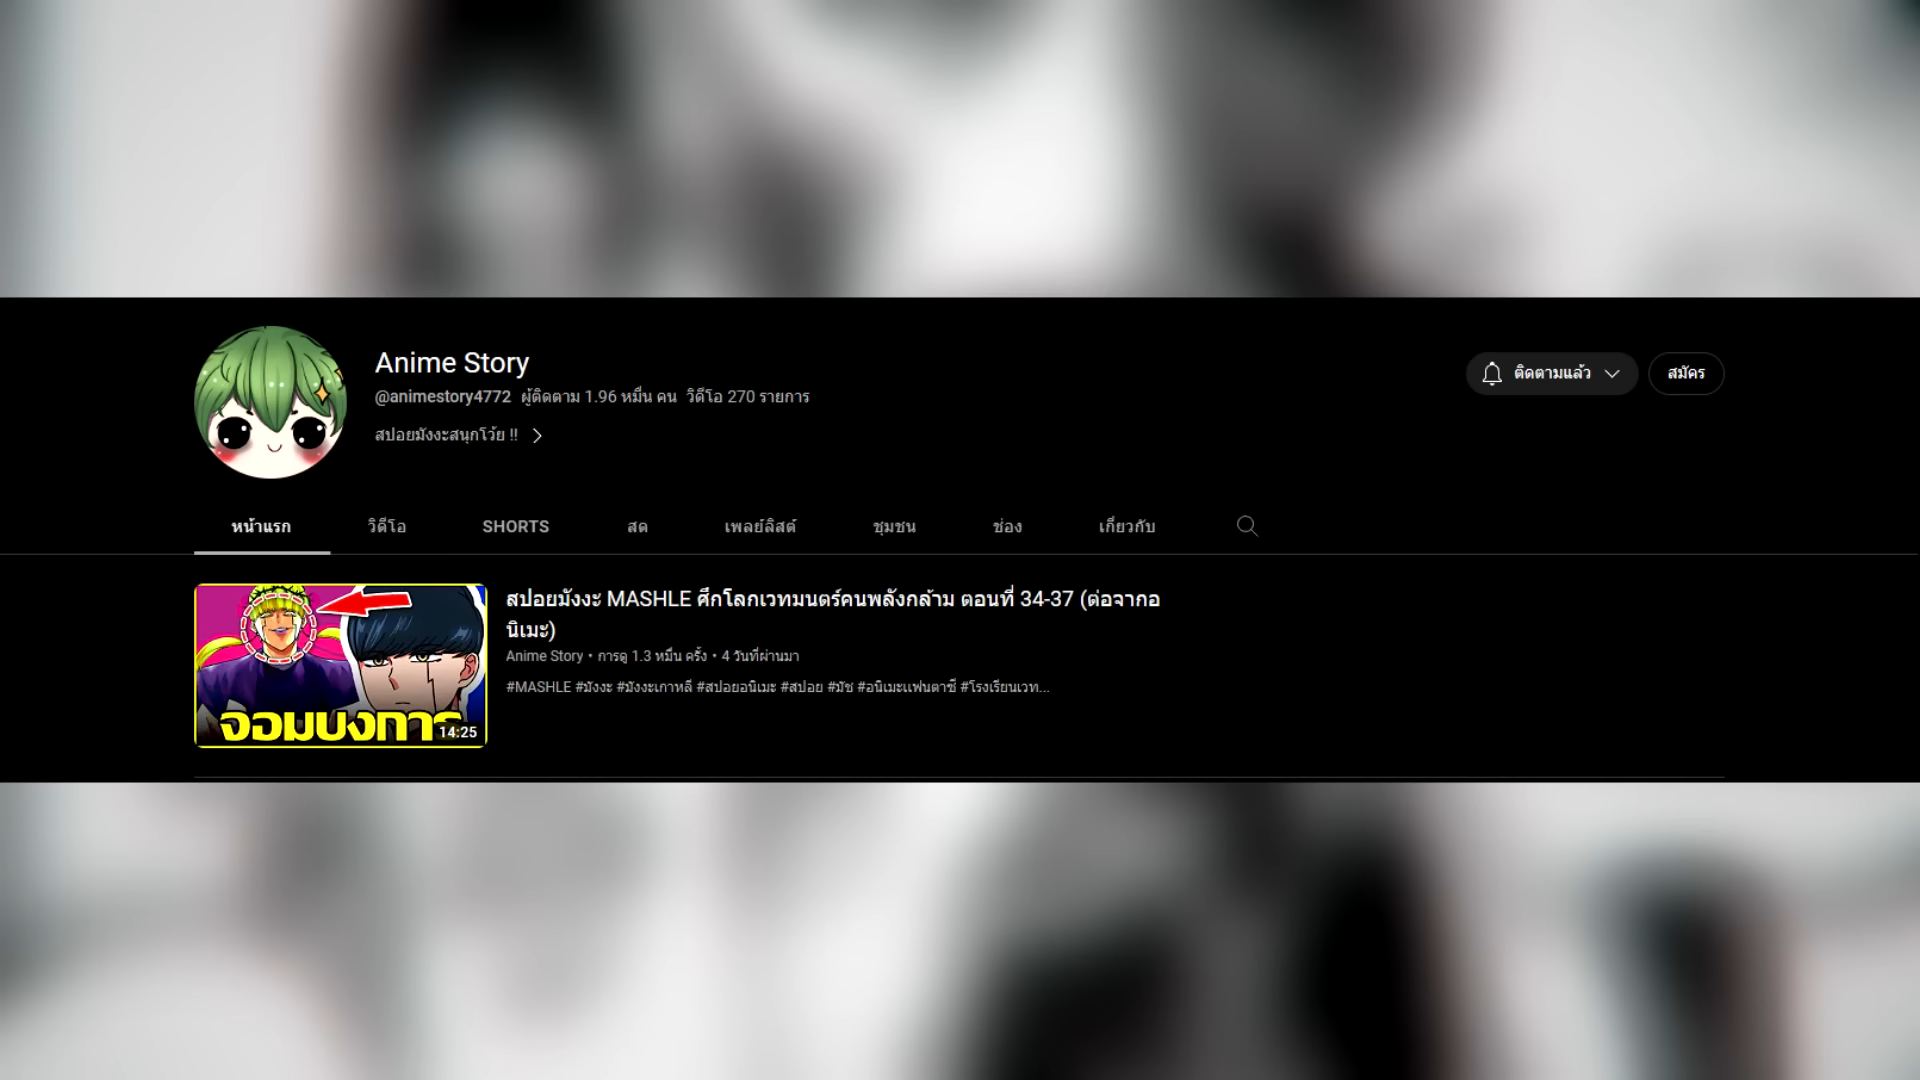 Anime Story
@animestory4772 ผู้ติดตาม 1.96 หมื่น คน วิดีโอ 270 รายการ
สปอยมังงะสนุกโว้ย !!
ติดตามแล้ว
สมัคร
หน้าแรก วิดีโอ SHORTS สด เพลย์ลิสต์ ชุมชน ช่อง เกี่ยวกับ
จอมบงการ
14:25
สปอยมังงะ MASHLE ศึกโลกเวทมนตร์คนพลังกล้าม ตอนที่ 34-37 (ต่อจากอ
นิเมะ)
Anime Story • การดู 1.3 หมื่น ครั้ง • 4 วันที่ผ่านมา
#MASHLE #มังงะ #มังงะเกาหลี #สปอยอนิเมะ #สปอย #มัช #อนิเมะแฟนตาซี #โรงเรียนเวท...